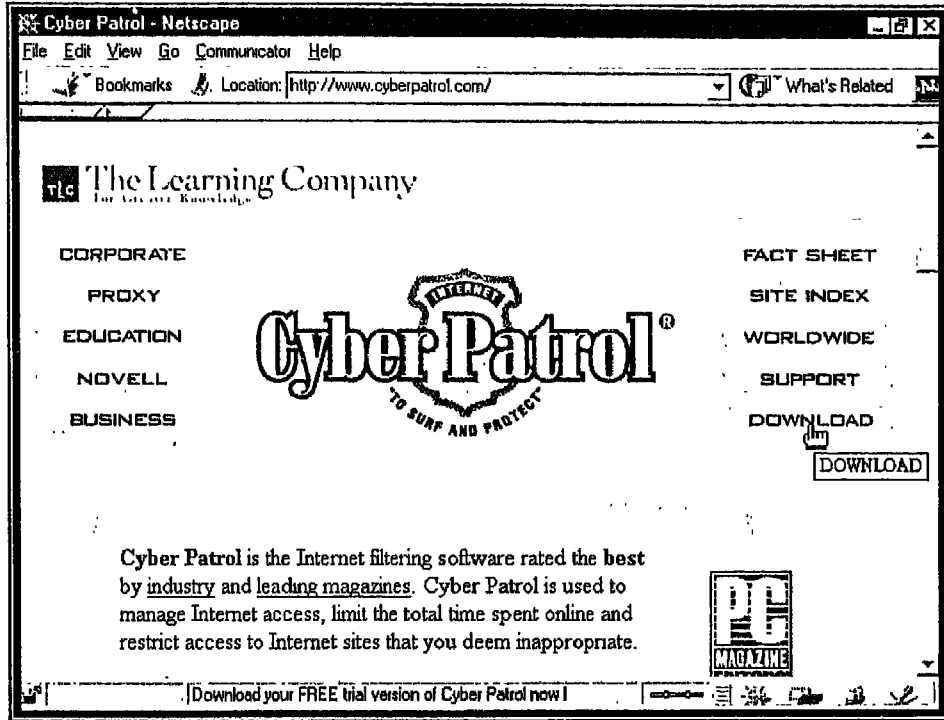 Cyber Patrol - Netscape
File Edit View Go Communicator Help
Bookmarks Location: http://www.cyberpatrol.com/ What's Related N
TLC The Learning Company
CORPORATE
PROXY
EDUCATION
NOVELL
BUSINESS
INTERNET
Cyber Patrol®
"TO SURF AND PROTECT"
FACT SHEET
SITE INDEX
WORLDWIDE
SUPPORT
DOWNLOAD
DOWNLOAD
Cyber Patrol is the Internet filtering software rated the best
by industry and leading magazines. Cyber Patrol is used to
manage Internet access, limit the total time spent online and
restrict access to Internet sites that you deem inappropriate.
PC
MAGAZINE
Download your FREE trial version of Cyber Patrol now !